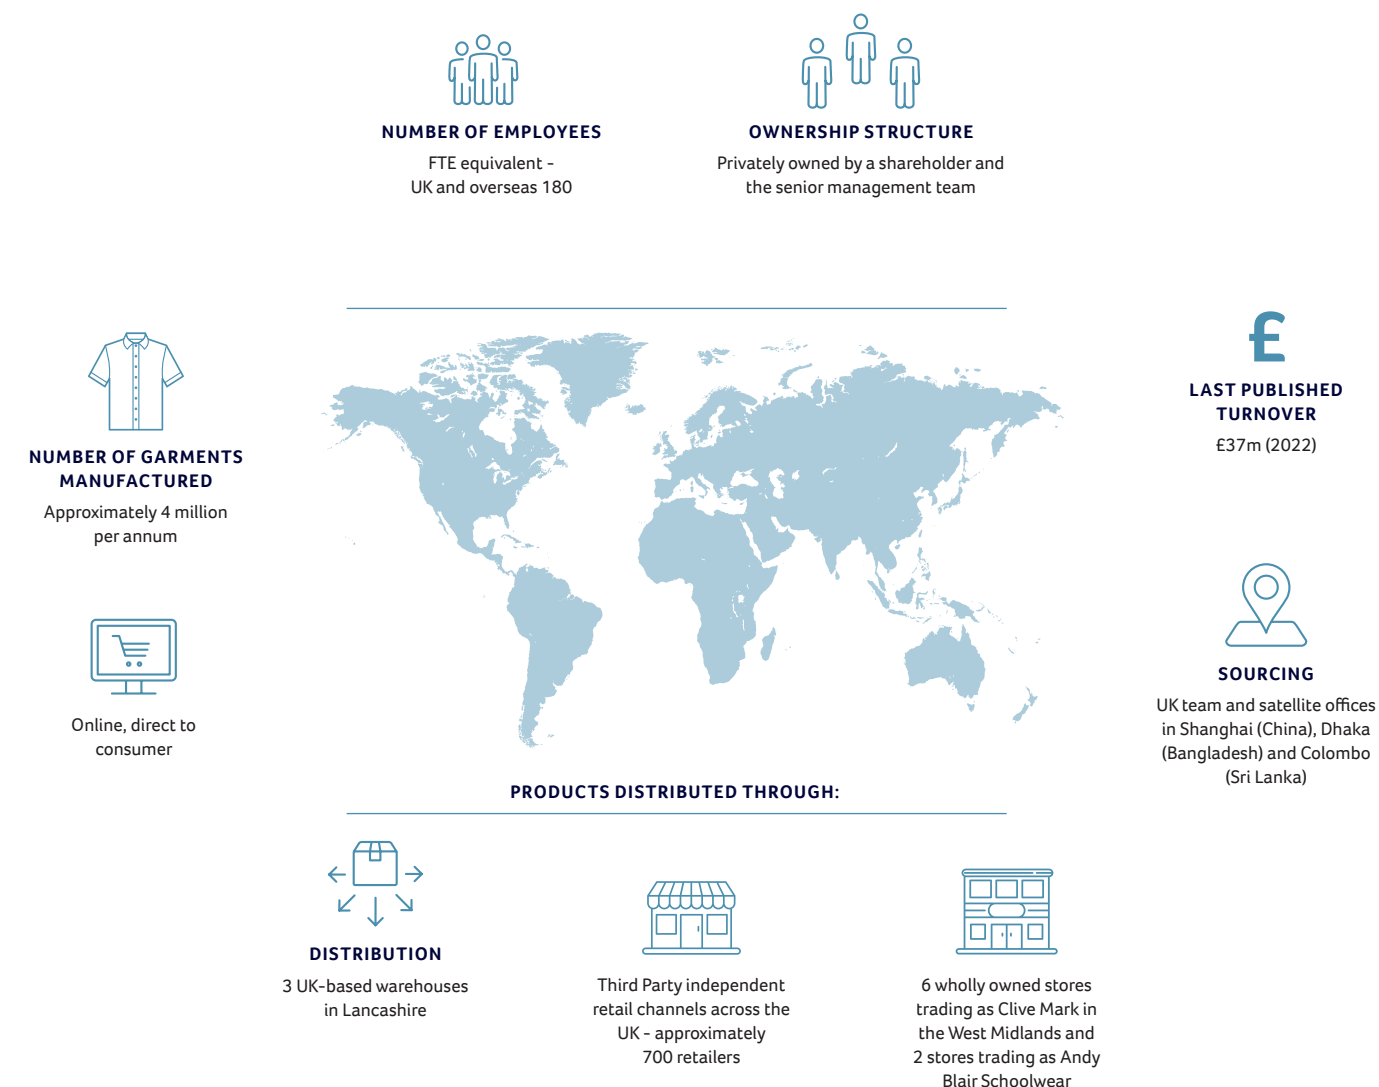 NUMBER OF EMPLOYEES
FTE equivalent -
UK and overseas 180
OWNERSHIP STRUCTURE
Privately owned by a shareholder and
the senior management team
NUMBER OF GARMENTS
MANUFACTURED
Approximately 4 million
per annum
£
LAST PUBLISHED
TURNOVER
£37m (2022)
Online, direct to
consumer
SOURCING
UK team and satellite offices
in Shanghai (China), Dhaka
(Bangladesh) and Colombo
(Sri Lanka)
PRODUCTS DISTRIBUTED THROUGH:
DISTRIBUTION
3 UK-based warehouses
in Lancashire
Third Party independent
retail channels across the
UK - approximately
700 retailers
6 wholly owned stores
trading as Clive Mark in
the West Midlands and
2 stores trading as Andy
Blair Schoolwear